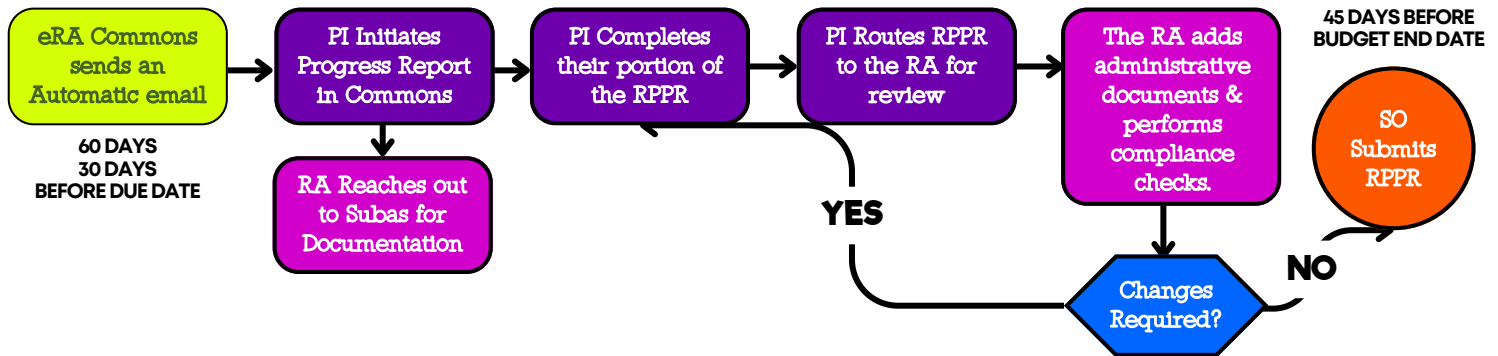 eRA Commons
sends an
Automatic email
60 DAYS
30 DAYS
BEFORE DUE DATE
PI Initiates
Progress Report
in Commons
RA Reaches out
to Subas for
Documentation
PI Completes
their portion of
the RPPR
PI Routes RPPR
to the RA for
review
The RA adds
administrative
documents &
performs
compliance
checks.
Changes
Required?
YES
NO
45 DAYS BEFORE
BUDGET END DATE
SO
Submits
RPPR